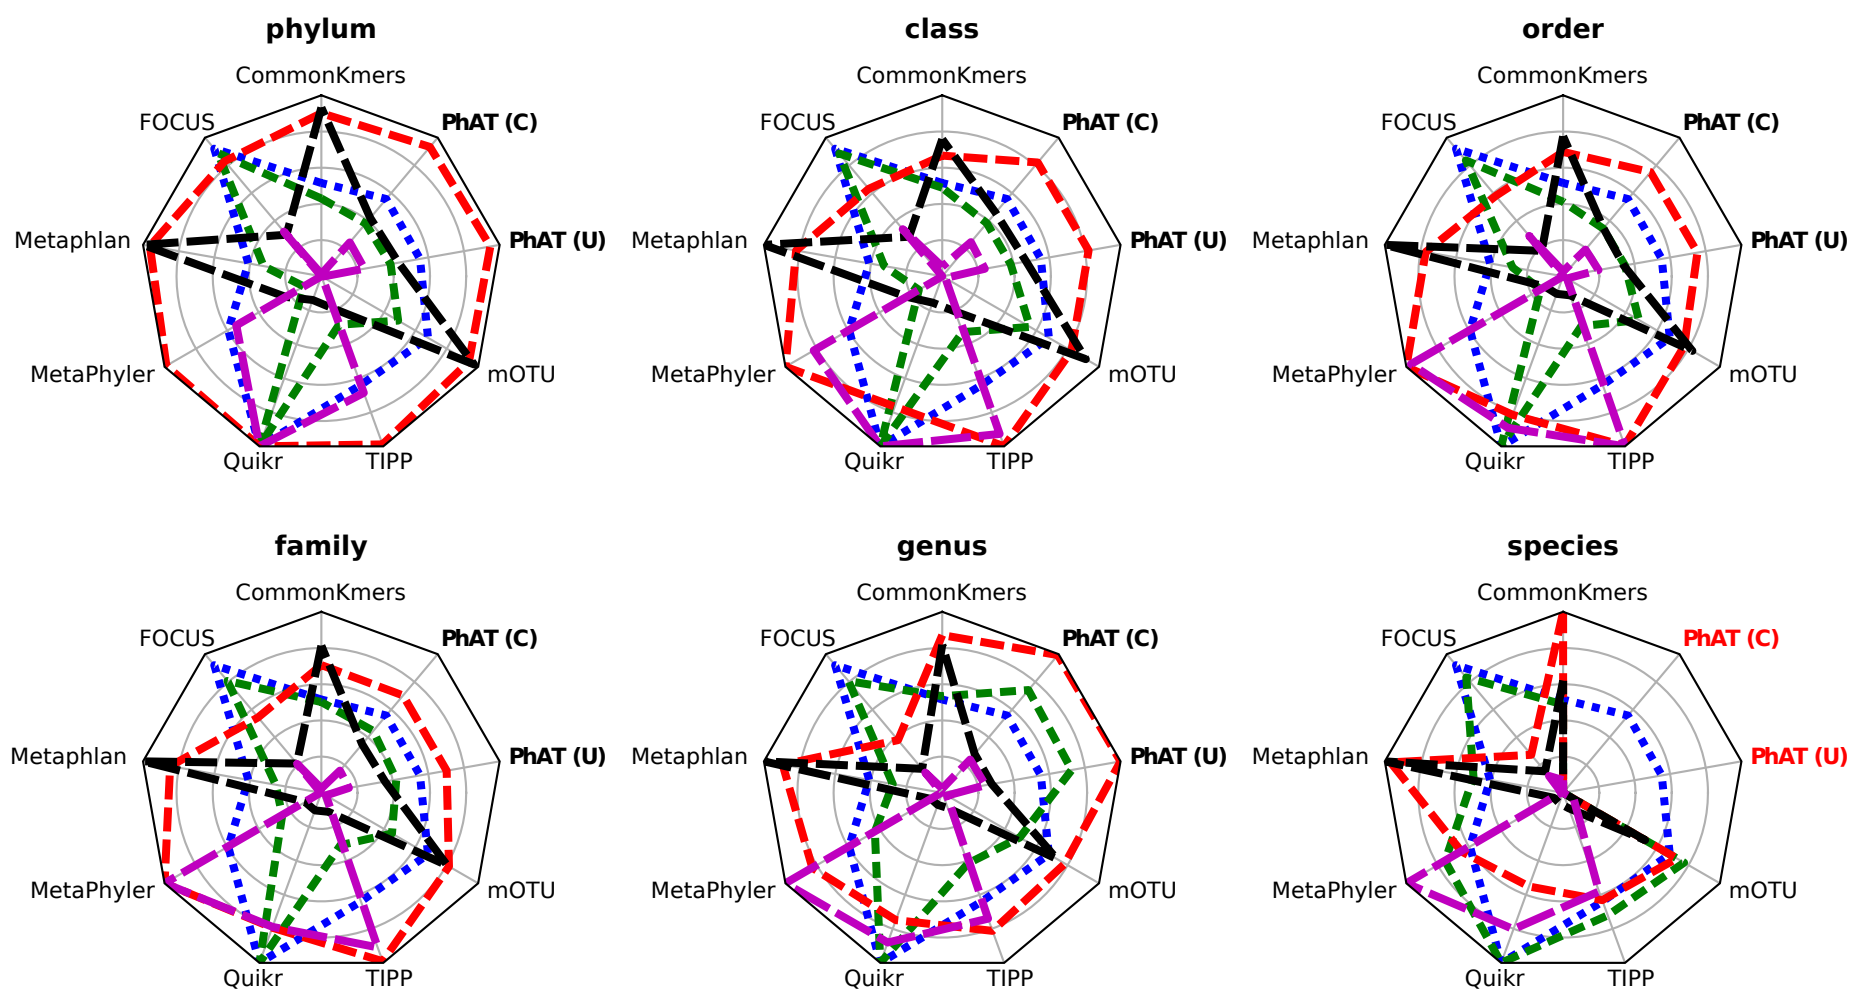 phylum
CommonKmers
FOCUS
PhAT (C)
Metaphlan
PhAT (U)
MetaPhyler
mOTU
Quikr
TIPP
class
CommonKmers
FOCUS
PhAT (C)
Metaphlan
PhAT (U)
MetaPhyler
mOTU
Quikr
TIPP
order
CommonKmers
FOCUS
PhAT (C)
Metaphlan
PhAT (U)
MetaPhyler
mOTU
Quikr
TIPP
family
CommonKmers
FOCUS
PhAT (C)
Metaphlan
PhAT (U)
MetaPhyler
mOTU
Quikr
TIPP
genus
CommonKmers
FOCUS
PhAT (C)
Metaphlan
PhAT (U)
MetaPhyler
mOTU
Quikr
TIPP
species
CommonKmers
FOCUS
PhAT (C)
Metaphlan
PhAT (U)
MetaPhyler
mOTU
Quikr
TIPP